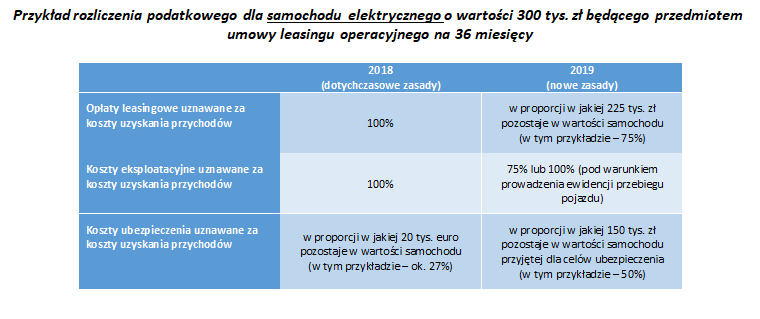 Przykład rozliczenia podatkowego dla samochodu elektrycznego o wartości 300 tys. zł będącego przedmiotem
umowy leasingu operacyjnego na 36 miesięcy
2018
(dotychczasowe zasady)
2019
(nowe zasady)
Opłaty leasingowe uznawane za
koszty uzyskania przychodów
100%
w proporcji w jakiej 225 tys. zł
pozostaje w wartości samochodu
(w tym przykładzie – 75%)
Koszty eksploatacyjne uznawane za
koszty uzyskania przychodów
100%
75% lub 100% (pod warunkiem
prowadzenia ewidencji przebiegu
pojazdu)
Koszty ubezpieczenia uznawane za
koszty uzyskania przychodów
w proporcji w jakiej 20 tys. euro
pozostaje w wartości samochodu
(w tym przykładzie – ok. 27%)
w proporcji w jakiej 150 tys. zł
pozostaje w wartości samochodu
przyjętej dla celów ubezpieczenia
(w tym przykładzie – 50%)